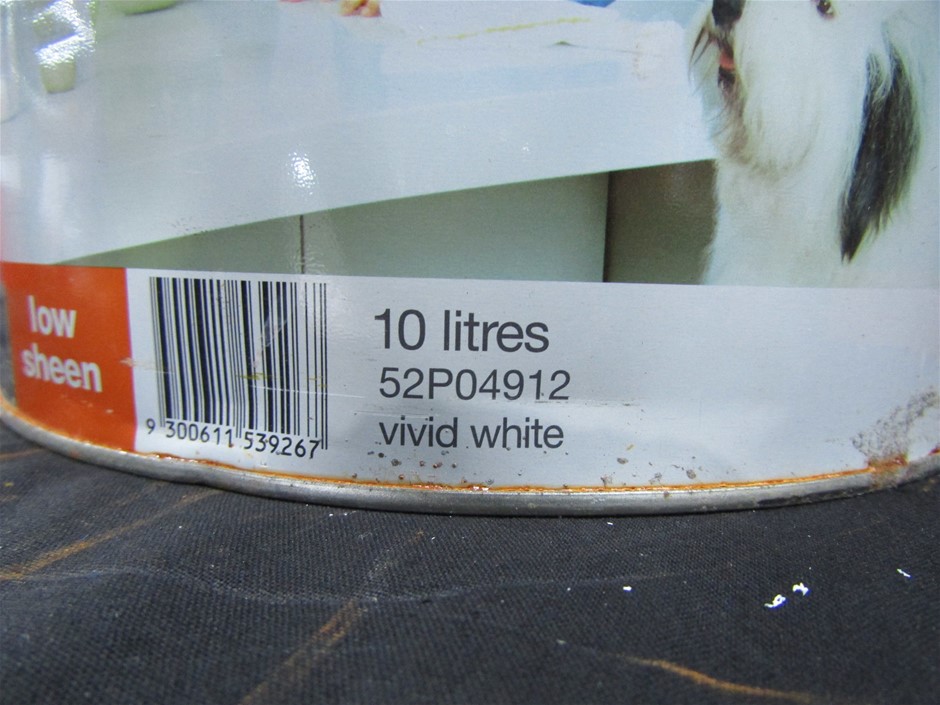 low
sheen
10 litres
52P04912
vivid white
9 300611 539267